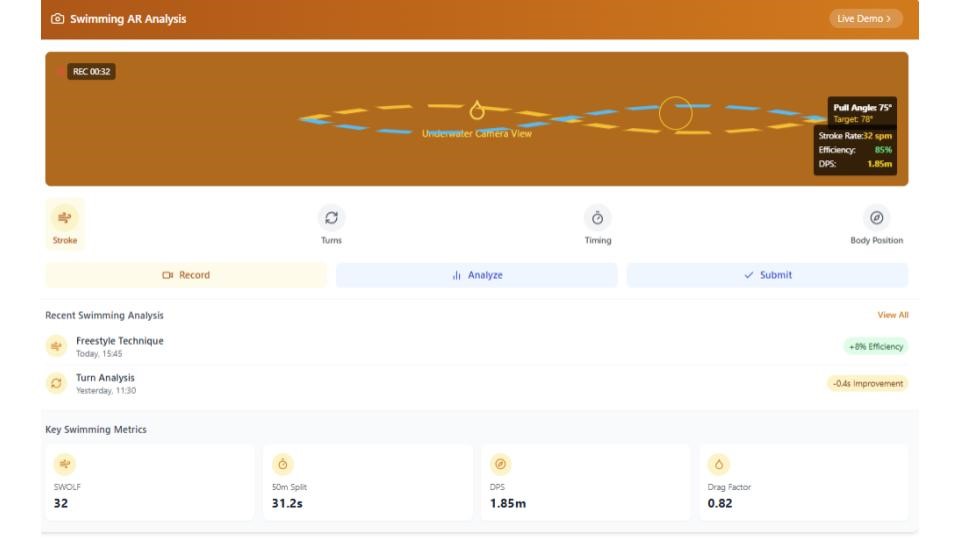 Swimming AR Analysis
Live Demo
REC 00:32
Underwater Camera View
Pull Angle: 75°
Target: 78°
Stroke Rate:32 spm
Efficiency: 85%
DPS: 1.85m
Stroke
Turns
Timing
Body Position
Record
Analyze
Submit
Recent Swimming Analysis
View All
Freestyle Technique
Today, 15:45
+8% Efficiency
Turn Analysis
Yesterday, 11:30
-0.4s Improvement
Key Swimming Metrics
SWOLF
32
50m Split
31.2s
DPS
1.85m
Drag Factor
0.82